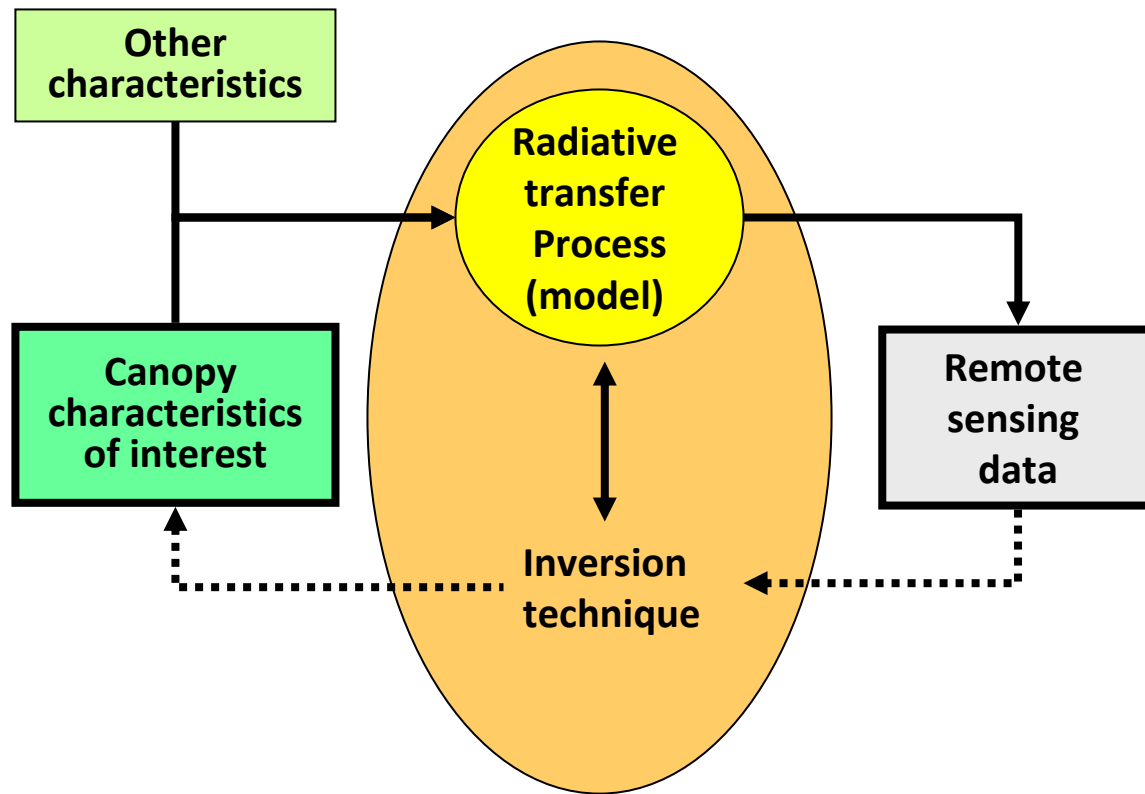 Other
characteristics
Radiative
transfer
Process
(model)
Canopy
characteristics
of interest
Remote
sensing
data
Inversion
technique